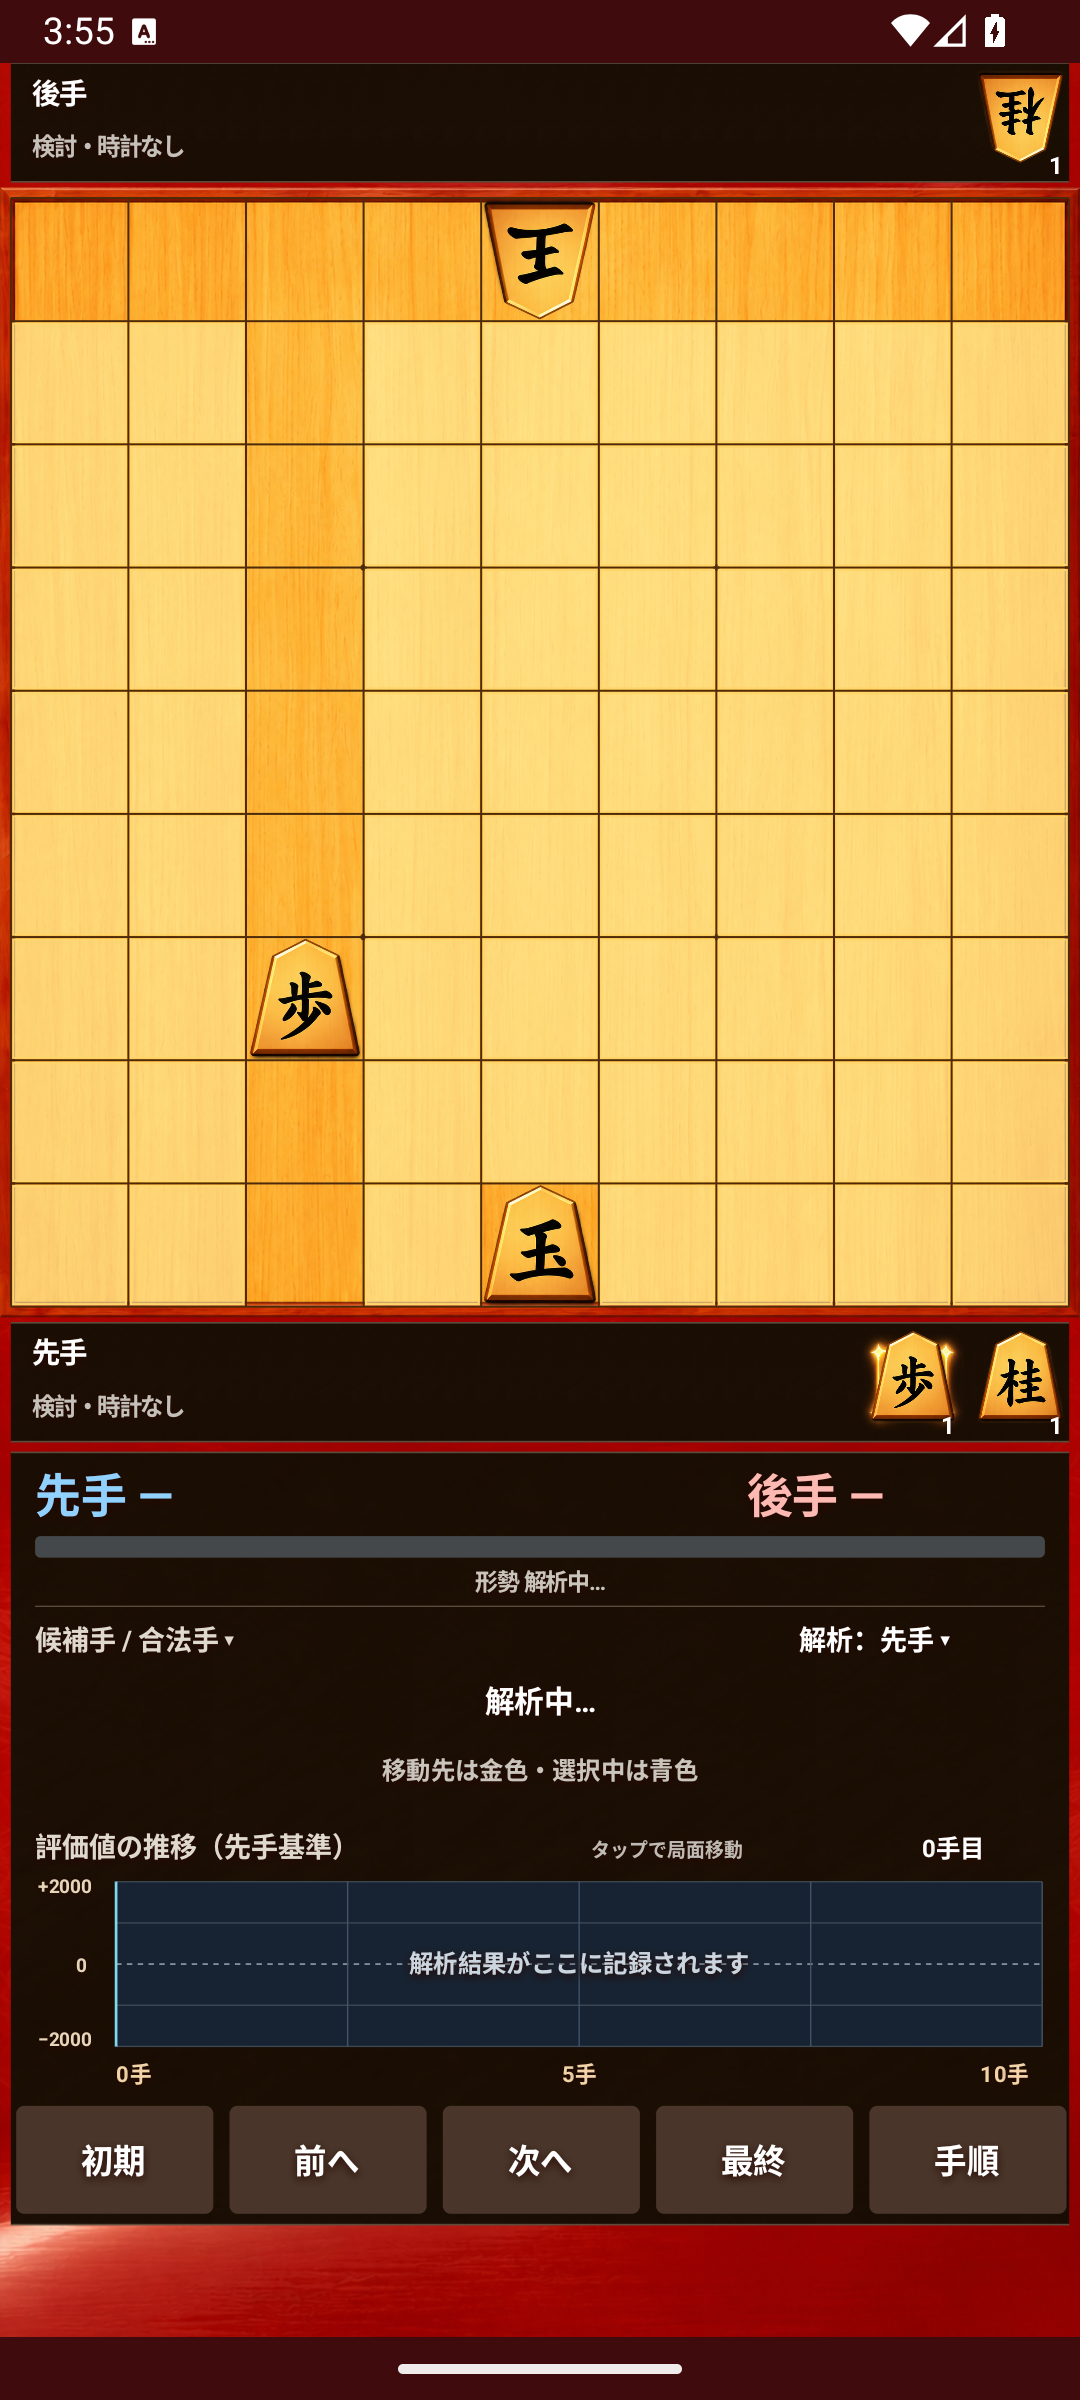 3:55
後手
検討・時計なし
桂
1
王
歩
玉
先手
検討・時計なし
歩
1
桂
1
先手 －
後手 －
形勢 解析中...
候補手 / 合法手 ▾
解析：先手 ▾
解析中...
移動先は金色・選択中は青色
評価値の推移（先手基準）
タップで局面移動
0手目
+2000
0
−2000
解析結果がここに記録されます
0手
5手
10手
初期
前へ
次へ
最終
手順